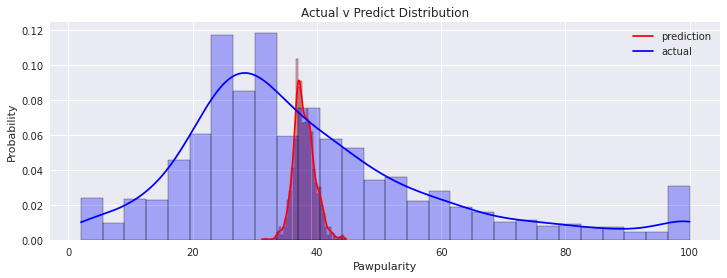 Actual v Predict Distribution
prediction
actual
Probability
0.12
0.10
0.08
0.06
0.04
0.02
0.00
0 20 40 60 80 100
Pawpularity